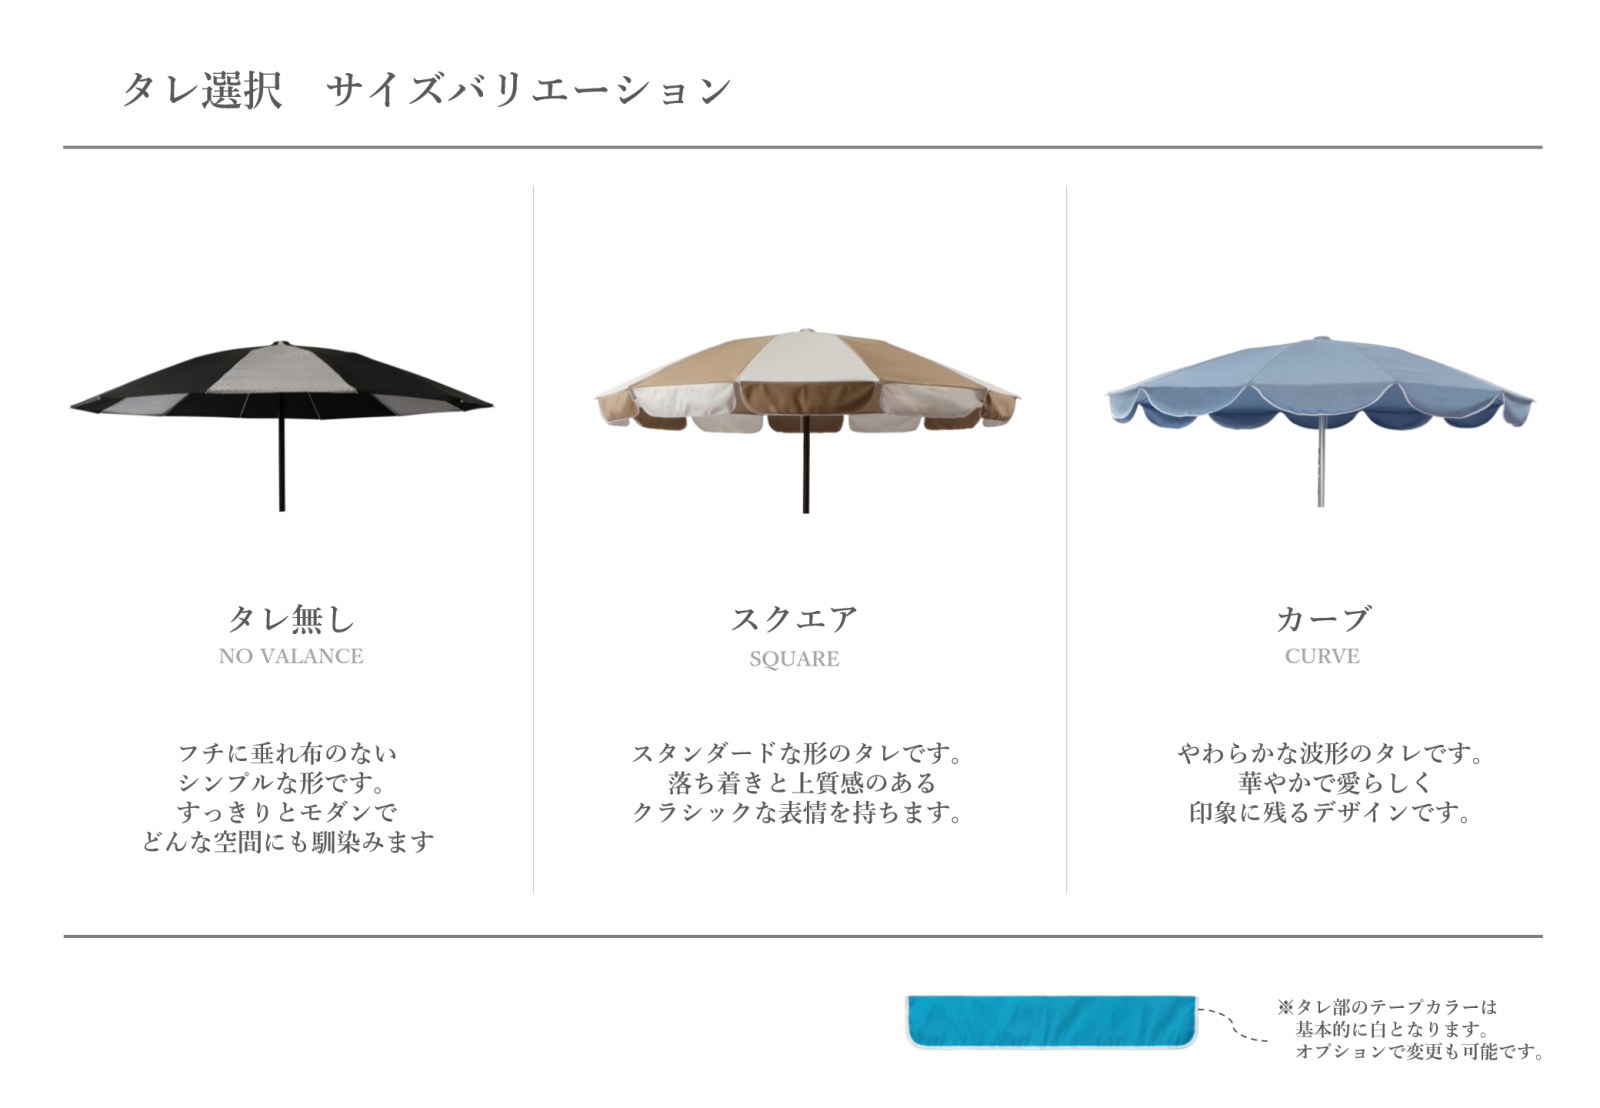 タレ選択　サイズバリエーション
タレ無し
NO VALANCE
フチに垂れ布のない
シンプルな形です。
すっきりとモダンで
どんな空間にも馴染みます
スクエア
SQUARE
スタンダードな形のタレです。
落ち着きと上質感のある
クラシックな表情を持ちます。
カーブ
CURVE
やわらかな波形のタレです。
華やかで愛らしく
印象に残るデザインです。
※タレ部のテープカラーは
基本的に白となります。
オプションで変更も可能です。